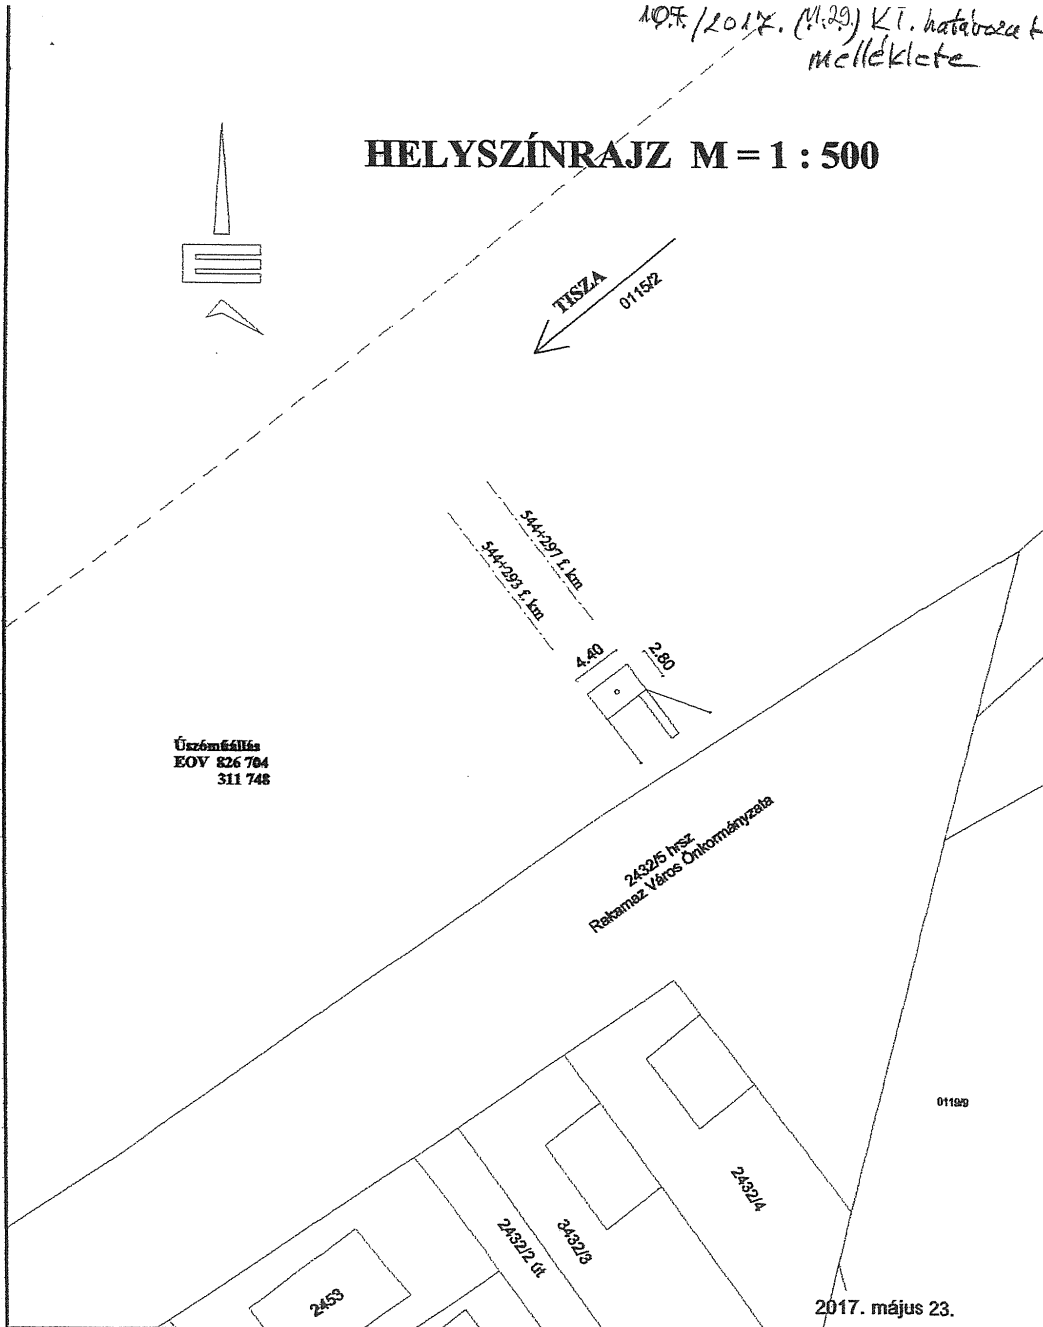 107./2017. (VI.29.) KT. határozat
melléklete
HELYSZÍNRAJZ M = 1 : 500
TISZA
0115/2
544+297 f. km
544+293 f. km
4.40
2.80
Úszóműállás
EOV 826 704
311 748
2432/5 hrsz
Rakamaz Város Önkormányzata
0119/9
2432/4
3432/3
2432/2 út
2453
2017. május 23.